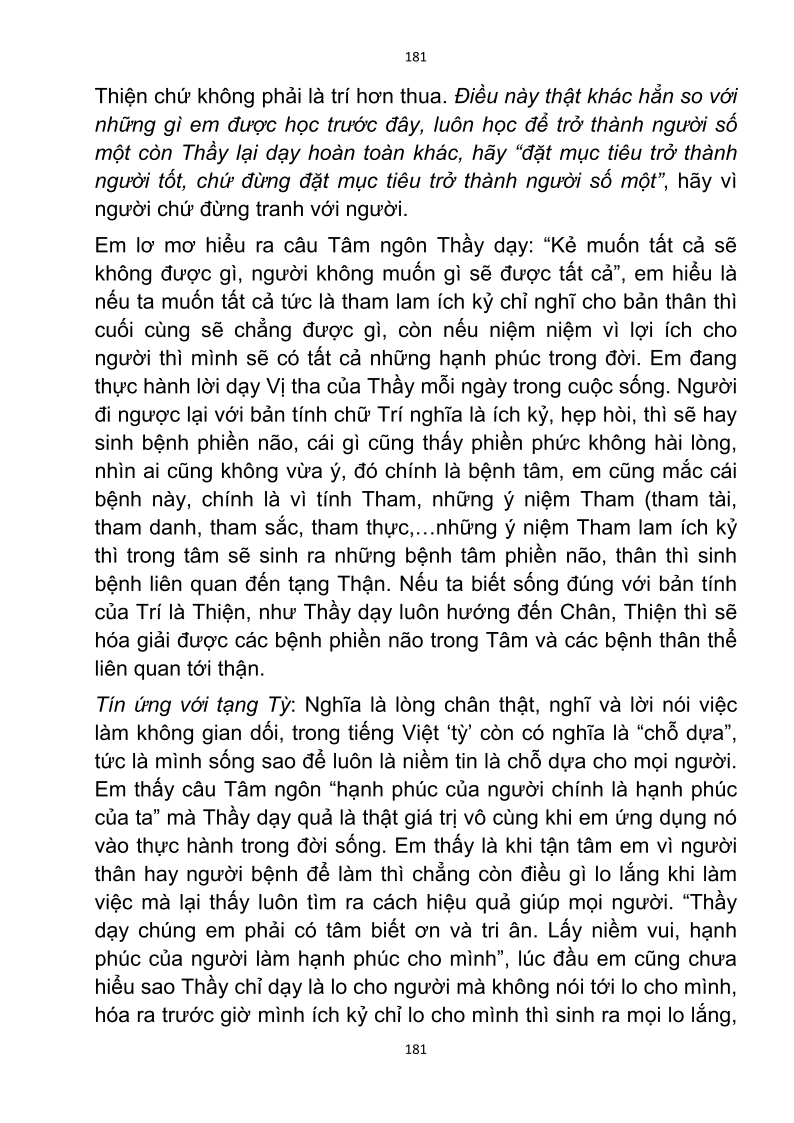 181
Thiện chứ không phải là trí hơn thua. Điều này thật khác hẳn so với
những gì em được học trước đây, luôn học để trở thành người số
một còn Thầy lại dạy hoàn toàn khác, hãy “đặt mục tiêu trở thành
người tốt, chứ đừng đặt mục tiêu trở thành người số một”, hãy vì
người chứ đừng tranh với người.
Em lơ mơ hiểu ra câu Tâm ngôn Thầy dạy: “Kẻ muốn tất cả sẽ
không được gì, người không muốn gì sẽ được tất cả”, em hiểu là
nếu ta muốn tất cả tức là tham lam ích kỷ chỉ nghĩ cho bản thân thì
cuối cùng sẽ chẳng được gì, còn nếu niệm niệm vì lợi ích cho
người thì mình sẽ có tất cả những hạnh phúc trong đời. Em đang
thực hành lời dạy Vị tha của Thầy mỗi ngày trong cuộc sống. Người
đi ngược lại với bản tính chữ Trí nghĩa là ích kỷ, hẹp hòi, thì sẽ hay
sinh bệnh phiền não, cái gì cũng thấy phiền phức không hài lòng,
nhìn ai cũng không vừa ý, đó chính là bệnh tâm, em cũng mắc cái
bệnh này, chính là vì tính Tham, những ý niệm Tham (tham tài,
tham danh, tham sắc, tham thực,…những ý niệm Tham lam ích kỷ
thì trong tâm sẽ sinh ra những bệnh tâm phiền não, thân thì sinh
bệnh liên quan đến tạng Thận. Nếu ta biết sống đúng với bản tính
của Trí là Thiện, như Thầy dạy luôn hướng đến Chân, Thiện thì sẽ
hóa giải được các bệnh phiền não trong Tâm và các bệnh thân thể
liên quan tới thận.
Tín ứng với tạng Tỳ: Nghĩa là lòng chân thật, nghĩ và lời nói việc
làm không gian dối, trong tiếng Việt ‘tỳ’ còn có nghĩa là “chỗ dựa”,
tức là mình sống sao để luôn là niềm tin là chỗ dựa cho mọi người.
Em thấy câu Tâm ngôn “hạnh phúc của người chính là hạnh phúc
của ta” mà Thầy dạy quả là thật giá trị vô cùng khi em ứng dụng nó
vào thực hành trong đời sống. Em thấy là khi tận tâm em vì người
thân hay người bệnh để làm thì chẳng còn điều gì lo lắng khi làm
việc mà lại thấy luôn tìm ra cách hiệu quả giúp mọi người. “Thầy
dạy chúng em phải có tâm biết ơn và tri ân. Lấy niềm vui, hạnh
phúc của người làm hạnh phúc cho mình”, lúc đầu em cũng chưa
hiểu sao Thầy chỉ dạy là lo cho người mà không nói tới lo cho mình,
hóa ra trước giờ mình ích kỷ chỉ lo cho mình thì sinh ra mọi lo lắng,
181